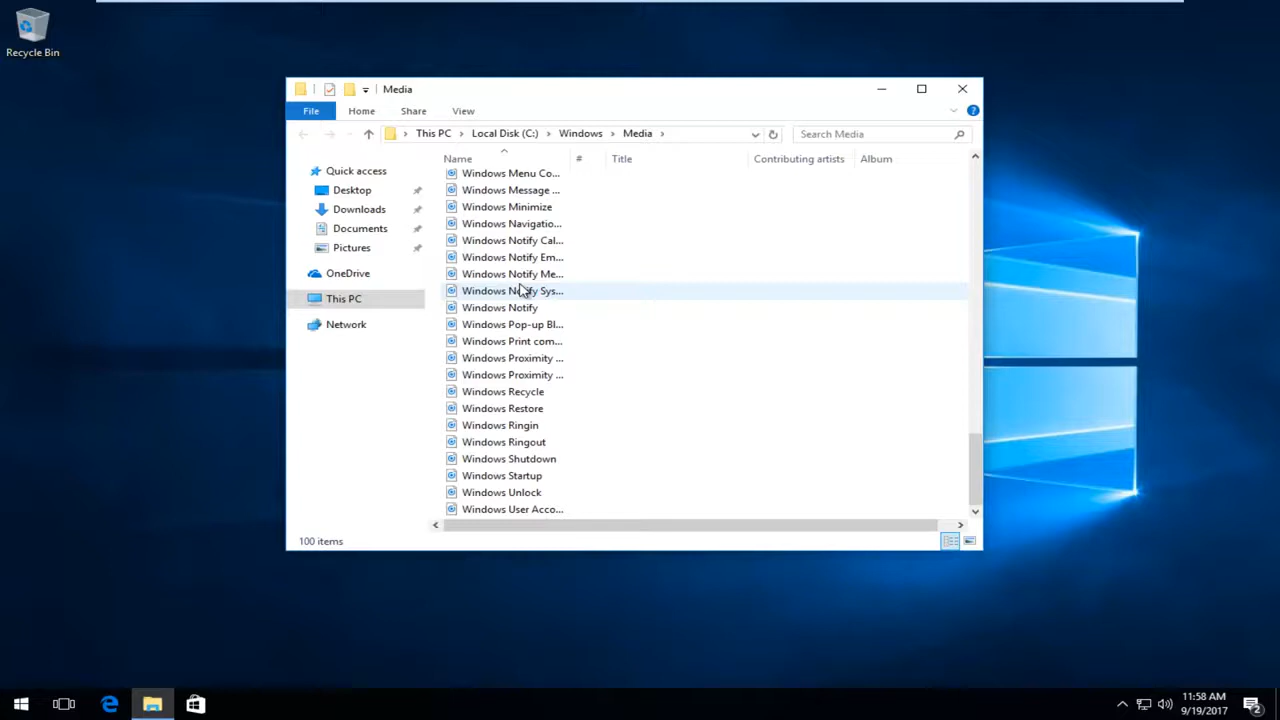 Recycle Bin
Media
File Home Share View
This PC Local Disk (C:) Windows Media
Search Media
Quick access
Desktop
Downloads
Documents
Pictures
OneDrive
This PC
Network
Name # Title Contributing artists Album
Windows Menu Co...
Windows Message ...
Windows Minimize
Windows Navigatio...
Windows Notify Cal...
Windows Notify Em...
Windows Notify Me...
Windows Notify Sys...
Windows Notify
Windows Pop-up Bl...
Windows Print com...
Windows Proximity ...
Windows Proximity ...
Windows Recycle
Windows Restore
Windows Ringin
Windows Ringout
Windows Shutdown
Windows Startup
Windows Unlock
Windows User Acco...
100 items
11:58 AM
9/19/2017
2